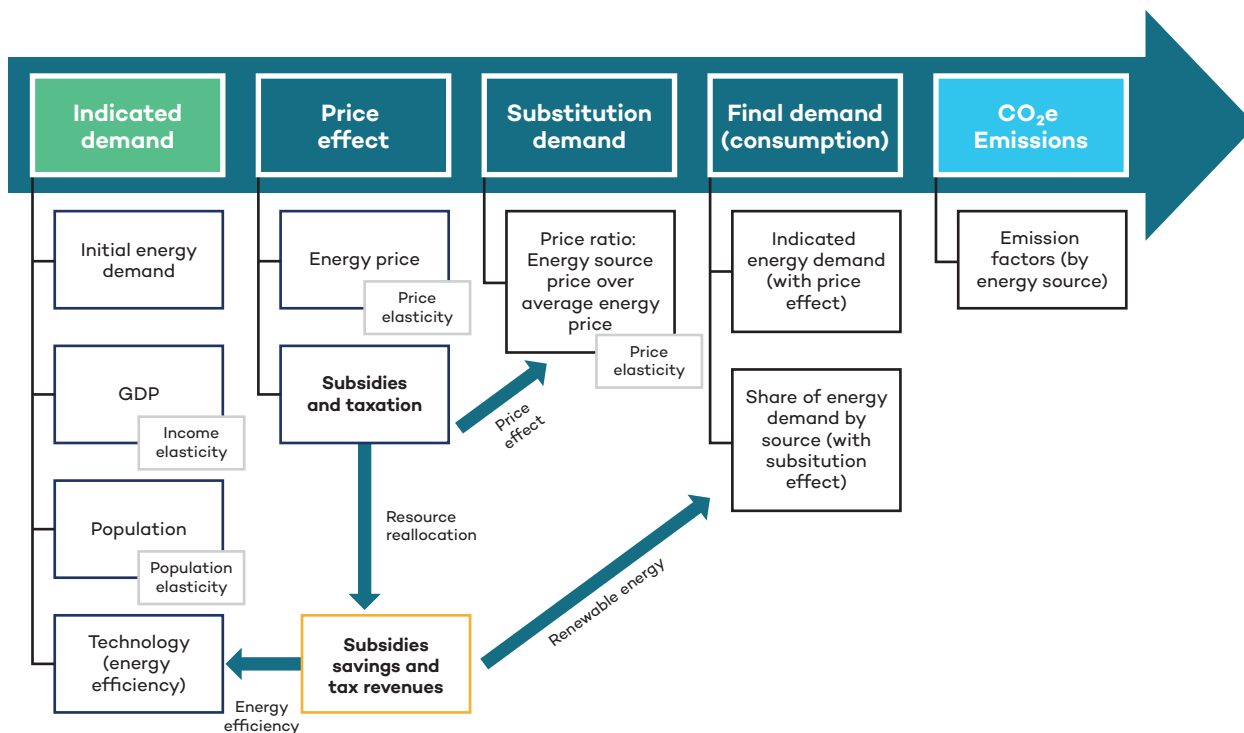 Indicated
demand
Price
effect
Substitution
demand
Final demand
(consumption)
CO₂e
Emissions
Initial energy
demand
GDP
Income
elasticity
Population
Population
elasticity
Technology
(energy
efficiency)
Energy price
Price
elasticity
Subsidies
and taxation
Price
effect
Resource
reallocation
Subsidies
savings and
tax revenues
Energy
efficiency
Renewable energy
Price ratio:
Energy source
price over
average energy
price
Price
elasticity
Indicated
energy demand
(with price
effect)
Share of energy
demand by
source (with
subsitution
effect)
Emission
factors (by
energy source)